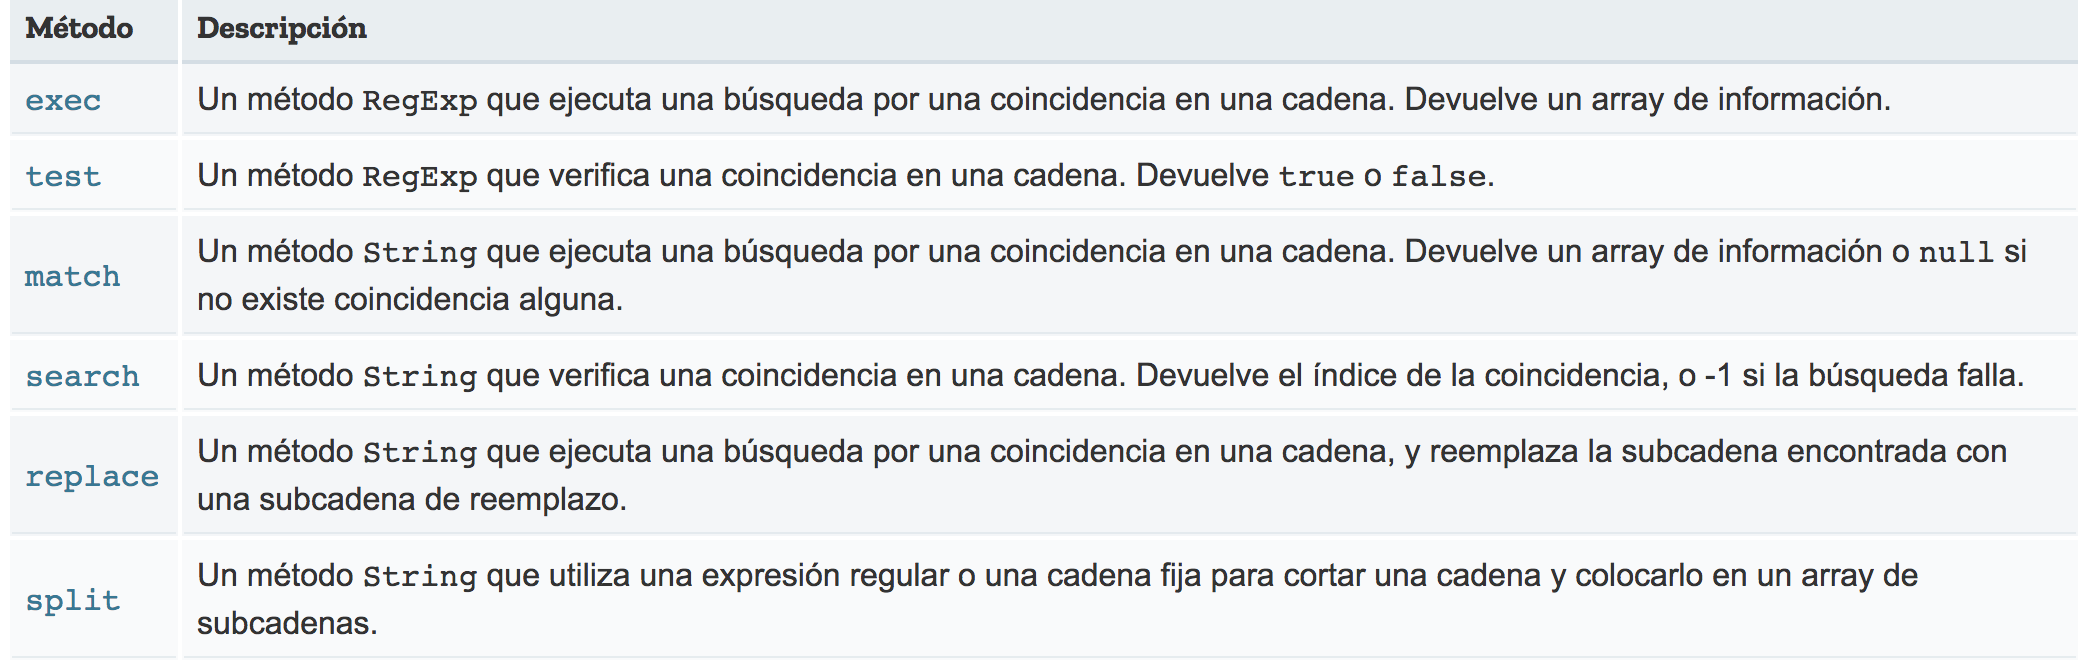 Método Descripción
exec Un método RegExp que ejecuta una búsqueda por una coincidencia en una cadena. Devuelve un array de información.
test Un método RegExp que verifica una coincidencia en una cadena. Devuelve true o false.
match Un método String que ejecuta una búsqueda por una coincidencia en una cadena. Devuelve un array de información o null si
no existe coincidencia alguna.
search Un método String que verifica una coincidencia en una cadena. Devuelve el índice de la coincidencia, o -1 si la búsqueda falla.
replace Un método String que ejecuta una búsqueda por una coincidencia en una cadena, y reemplaza la subcadena encontrada con
una subcadena de reemplazo.
split Un método String que utiliza una expresión regular o una cadena fija para cortar una cadena y colocarlo en un array de
subcadenas.